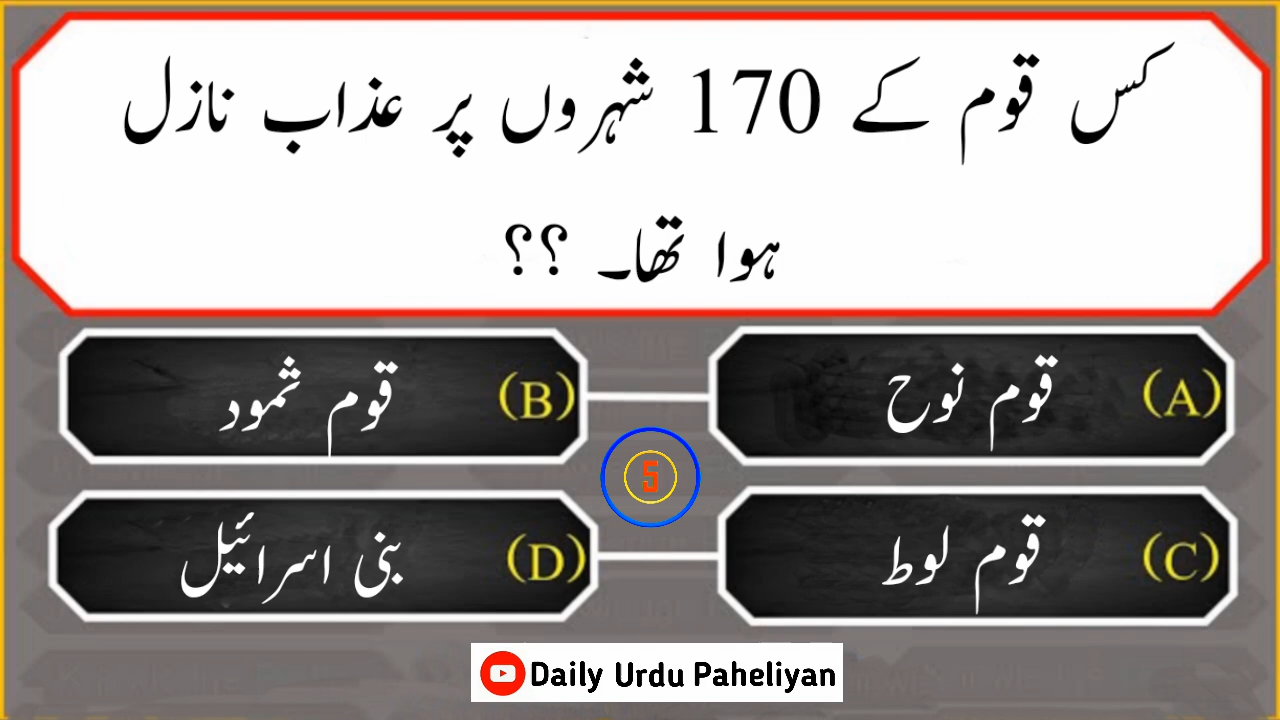 کس قوم کے 170 شہروں پر عذاب نازل
ہوا تھا۔ ؟؟
(A) قوم نوح
(B) قوم ثمود
5
(C) قوم لوط
(D) بنی اسرائیل
Daily Urdu Paheliyan